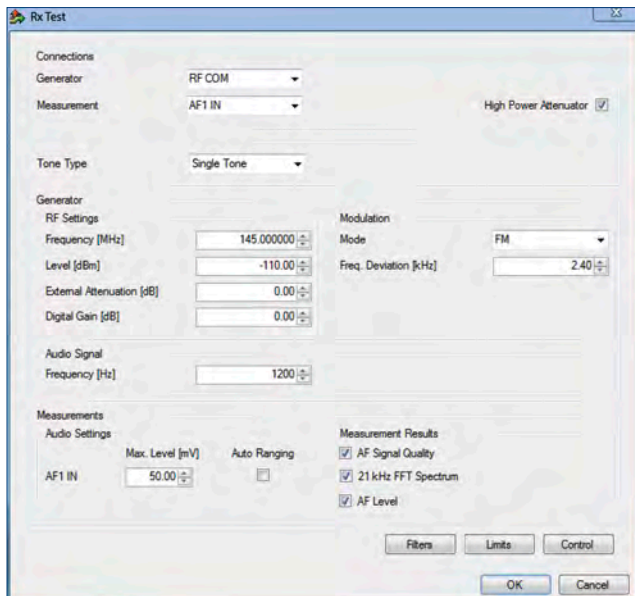 Rx Test
Connections
Generator RF COM
Measurement AF1 IN High Power Attenuator
Tone Type Single Tone
Generator
RF Settings Modulation
Frequency [MHz] 145.000000 Mode FM
Level [dBm] -110.00 Freq. Deviation [kHz] 2.40
External Attenuation [dB] 0.00
Digital Gain [dB] 0.00
Audio Signal
Frequency [Hz] 1200
Measurements
Audio Settings Measurement Results
Max. Level [mV] Auto Ranging AF Signal Quality
AF1 IN 50.00 21 kHz FFT Spectrum
AF Level
Filters Limits Control
OK Cancel